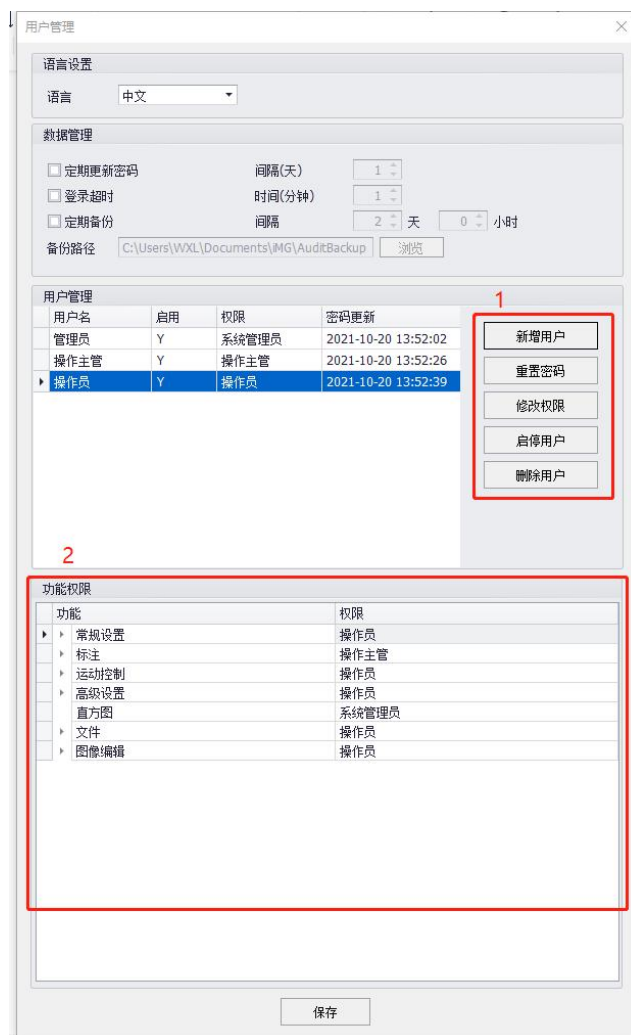 用户管理
语言设置
语言 中文
数据管理
定期更新密码 间隔(天) 1
登录超时 时间(分钟) 1
定期备份 间隔 2 天 0 小时
备份路径 C:\Users\WXL\Documents\iMG\AuditBackup 浏览
用户管理 1
用户名 启用 权限 密码更新
管理员 Y 系统管理员 2021-10-20 13:52:02
操作主管 Y 操作主管 2021-10-20 13:52:26
操作员 Y 操作员 2021-10-20 13:52:39
新增用户
重置密码
修改权限
启停用户
删除用户
2
功能权限
功能 权限
常规设置 操作员
标注 操作主管
运动控制 操作员
高级设置 操作员
直方图 系统管理员
文件 操作员
图像编辑 操作员
保存